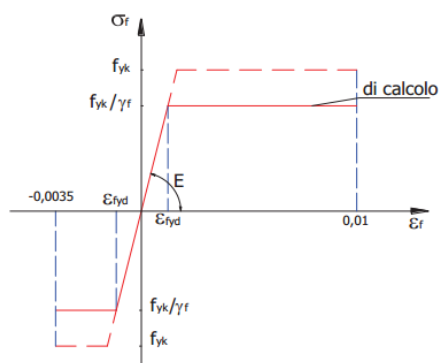 σf
fyk
fyk/γf
di calcolo
E
-0,0035
εfyd
εfyd
0,01
εf
fyk/γf
fyk